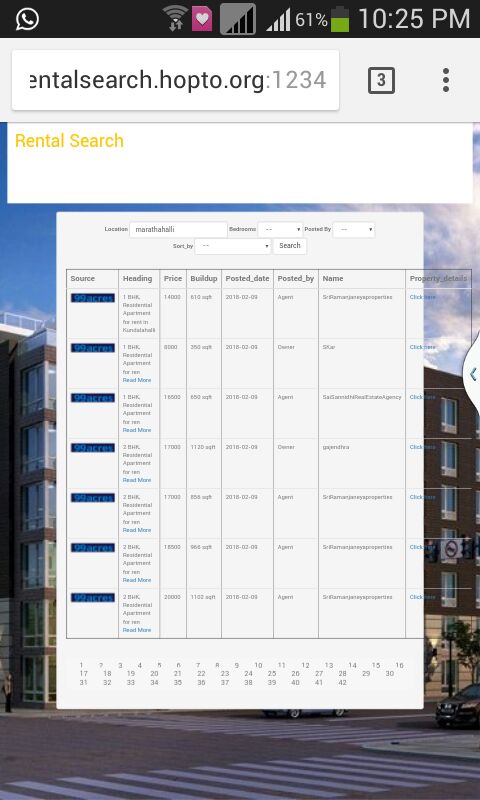 61% 10:25 PM
entalsearch.hopto.org:1234 3
Rental Search
Location marathahalli Bedrooms -- Posted By ---
Sort_by -- Search
Source Heading Price Buildup Posted_date Posted_by Name Property_details
99acres 1 BHK, 14000 610 sqft 2018-02-09 Agent SriRamanjaneyaproperties Click here
Residential
Apartment
for rent in
Kundalahalli
99acres 1 BHK, 8000 350 sqft 2018-02-09 Owner SKar Click here
Residential
Apartment
for ren
Read More
99acres 1 BHK, 16500 650 sqft 2018-02-09 Agent SaiSannidhiRealEstateAgency Click here
Residential
Apartment
for ren
Read More
99acres 2 BHK, 17000 1120 sqft 2018-02-09 Owner gajendhra Click here
Residential
Apartment
for ren
Read More
99acres 2 BHK, 17000 856 sqft 2018-02-09 Agent SriRamanjaneyaproperties Click here
Residential
Apartment
for ren
Read More
99acres 2 BHK, 18500 966 sqft 2018-02-09 Agent SriRamanjaneyaproperties Click here
Residential
Apartment
for ren
Read More
99acres 2 BHK, 20000 1102 sqft 2018-02-09 Agent SriRamanjaneyaproperties Click here
Residential
Apartment
for ren
Read More
1 2 3 4 5 6 7 8 9 10 11 12 13 14 15 16
17 18 19 20 21 22 23 24 25 26 27 28 29 30
31 32 33 34 35 36 37 38 39 40 41 42